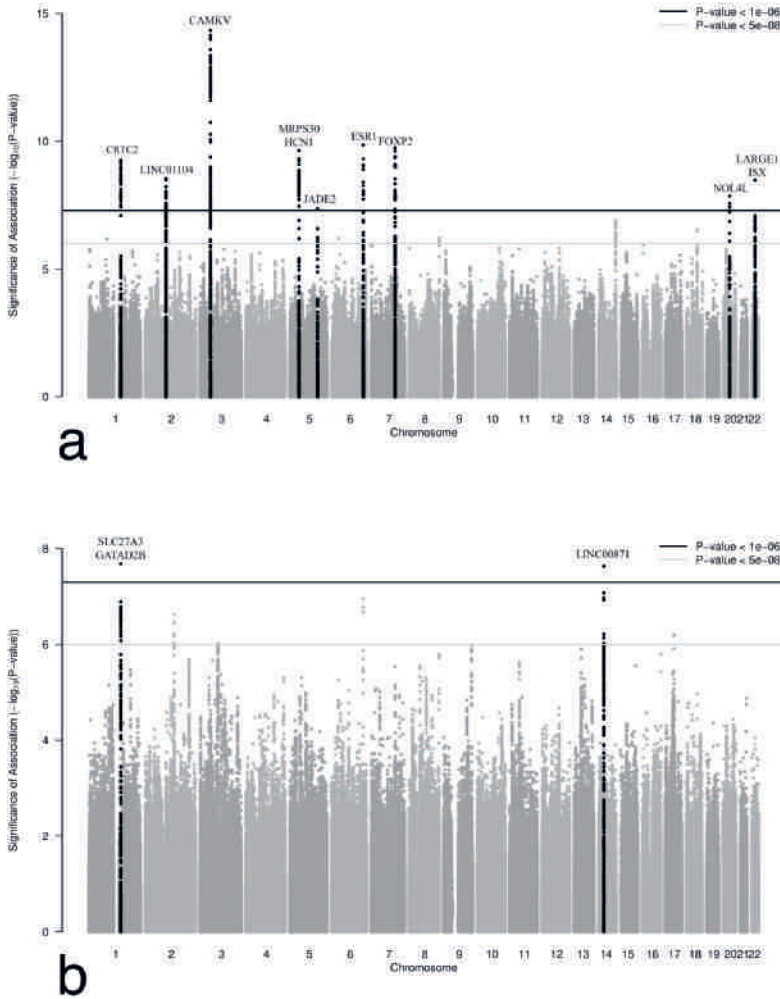 15
P-value < 1e-06
P-value < 5e-08
CAMKV
10
MRPS30
HCN1
ESR1
FOXP2
CRTC2
LINC01104
LARGE1
ISX
JADE2
NOL4L
5
0
Significance of Association (-log10(P-value))
1 2 3 4 5 6 7 8 9 10 11 12 13 14 15 16 17 18 19 202122
Chromosome
a
8
SLC27A3
GATAD2B
LINC00871
P-value < 1e-06
P-value < 5e-08
6
4
2
0
Significance of Association (-log10(P-value))
1 2 3 4 5 6 7 8 9 10 11 12 13 14 15 16 17 18 19 202122
Chromosome
b